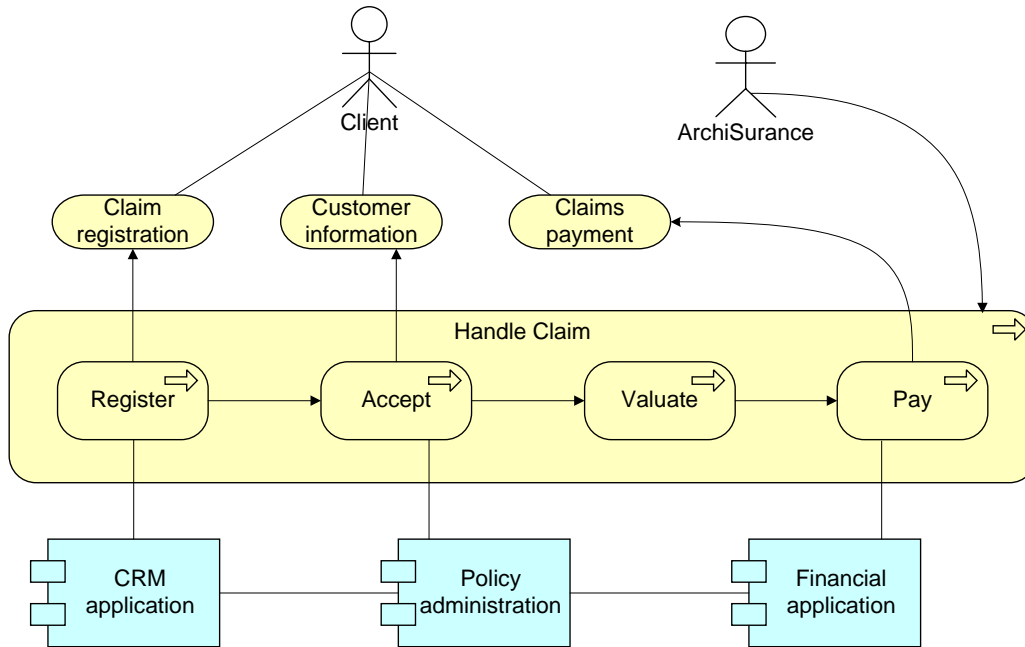 Client
ArchiSurance
Claim
registration
Customer
information
Claims
payment
Handle Claim
Register
Accept
Valuate
Pay
CRM
application
Policy
administration
Financial
application